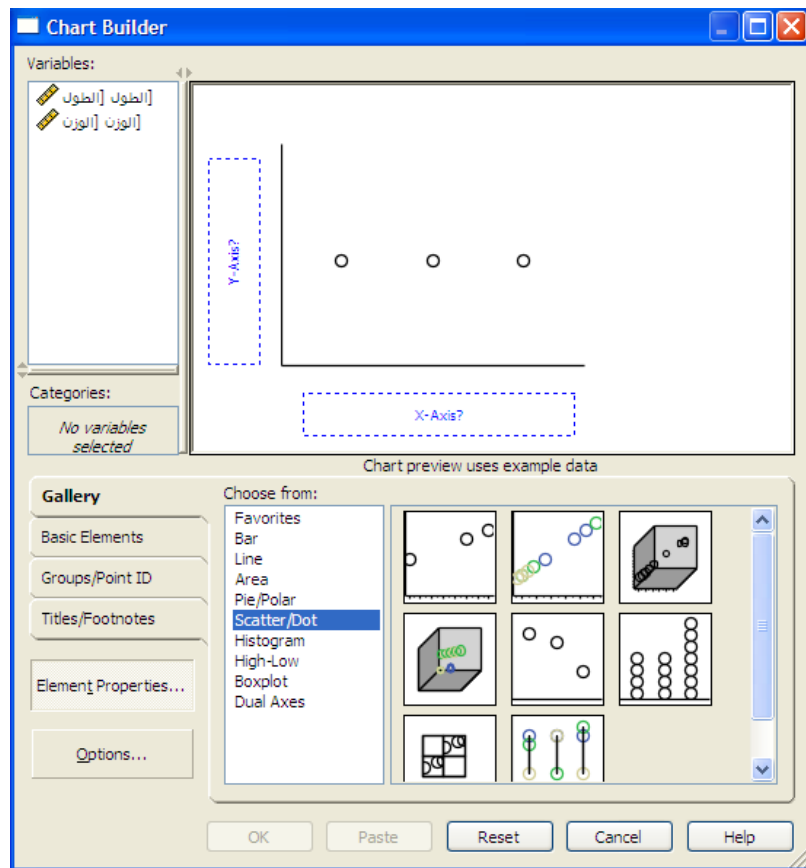 Chart Builder
Variables:
الطول [الطول]
الوزن [الوزن]
Y-Axis?
X-Axis?
Categories:
No variables
selected
Chart preview uses example data
Gallery
Basic Elements
Groups/Point ID
Titles/Footnotes
Element Properties...
Options...
Choose from:
Favorites
Bar
Line
Area
Pie/Polar
Scatter/Dot
Histogram
High-Low
Boxplot
Dual Axes
OK
Paste
Reset
Cancel
Help